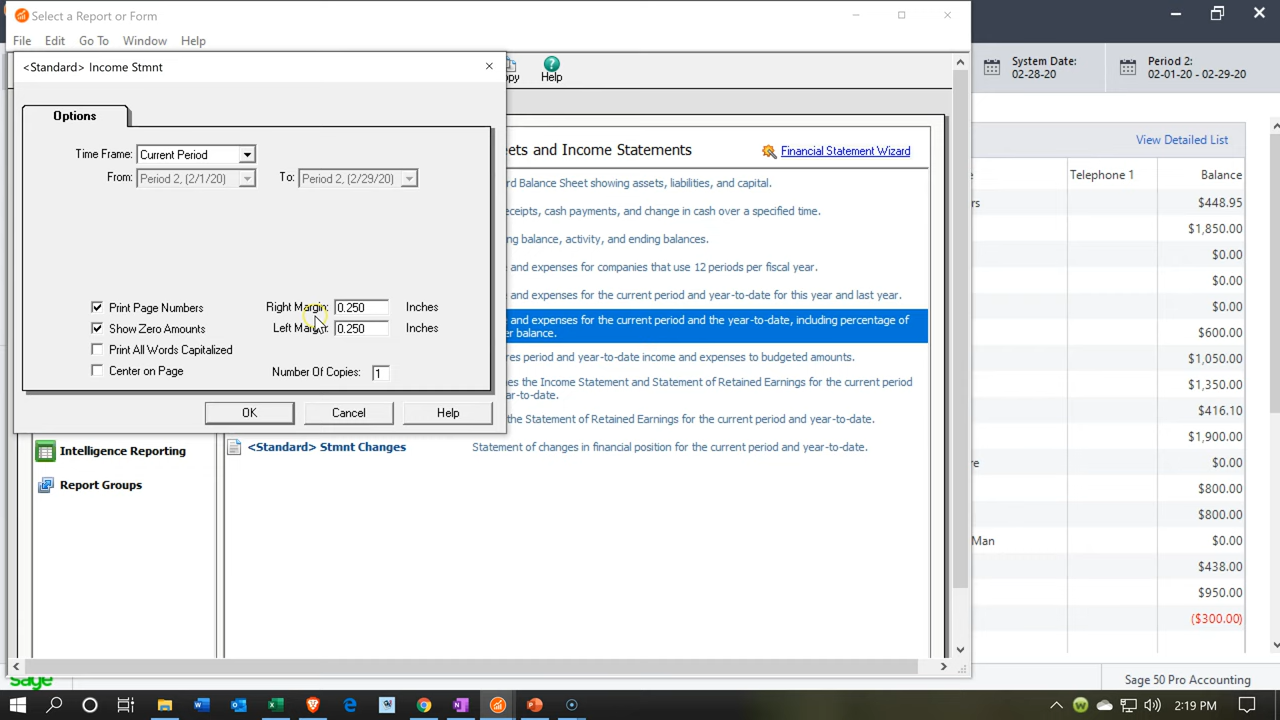 Select a Report or Form
File Edit Go To Window Help
<Standard> Income Stmnt
Help
System Date:
02-28-20
Period 2:
02-01-20 - 02-29-20
Options
Time Frame: Current Period
From: Period 2, (2/1/20) To: Period 2, (2/29/20)
Print Page Numbers
Show Zero Amounts
Print All Words Capitalized
Center on Page
Right Margin: 0.250 Inches
Left Margin: 0.250 Inches
Number Of Copies: 1
OK Cancel Help
ets and Income Statements
Financial Statement Wizard
rd Balance Sheet showing assets, liabilities, and capital.
eceipts, cash payments, and change in cash over a specified time.
ng balance, activity, and ending balances.
e and expenses for companies that use 12 periods per fiscal year.
e and expenses for the current period and year-to-date for this year and last year.
e and expenses for the current period and the year-to-date, including percentage of
er balance.
res period and year-to-date income and expenses to budgeted amounts.
es the Income Statement and Statement of Retained Earnings for the current period
ar-to-date.
the Statement of Retained Earnings for the current period and year-to-date.
<Standard> Stmnt Changes
Statement of changes in financial position for the current period and year-to-date.
Intelligence Reporting
Report Groups
View Detailed List
Telephone 1 Balance
rs $448.95
$1,850.00
$0.00
$0.00
$0.00
$600.00
$1,050.00
$1,350.00
$416.10
$1,900.00
re $0.00
$800.00
$800.00
Man $0.00
$438.00
$950.00
($300.00)
sage
Sage 50 Pro Accounting
2:19 PM